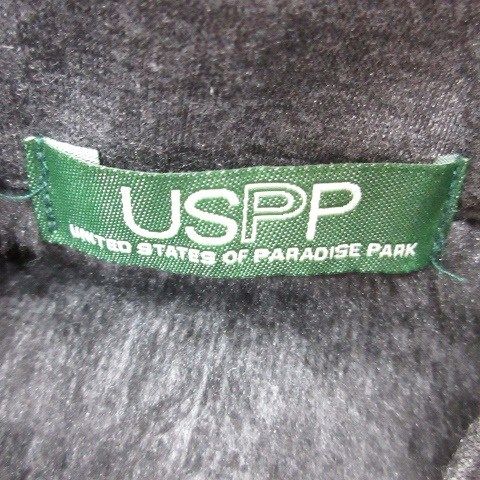 USPP
UNITED STATES OF PARADISE PARK